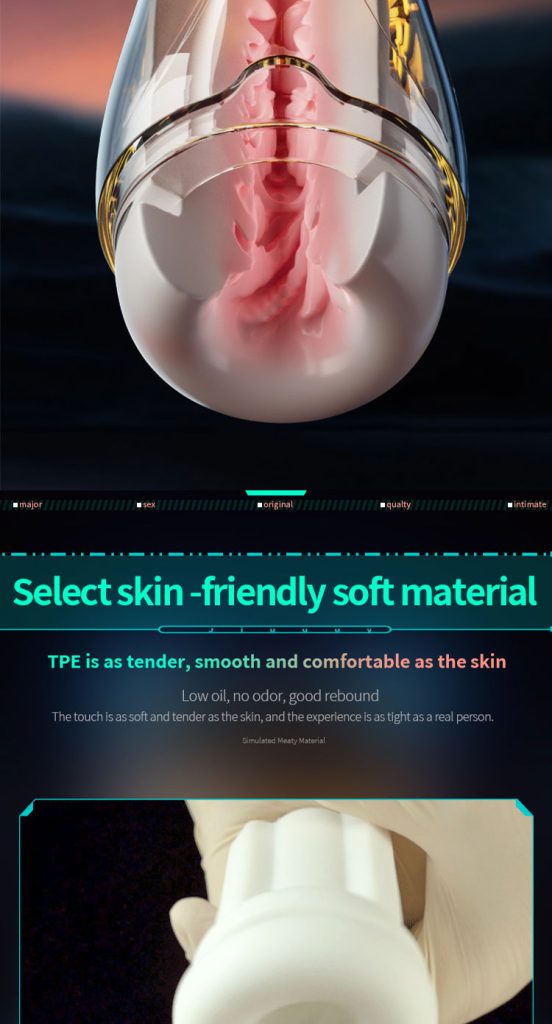 major
sex
original
qualty
intimate
Select skin -friendly soft material
TPE is as tender, smooth and comfortable as the skin
Low oil, no odor, good rebound
The touch is as soft and tender as the skin, and the experience is as tight as a real person.
Simulated Meaty Material